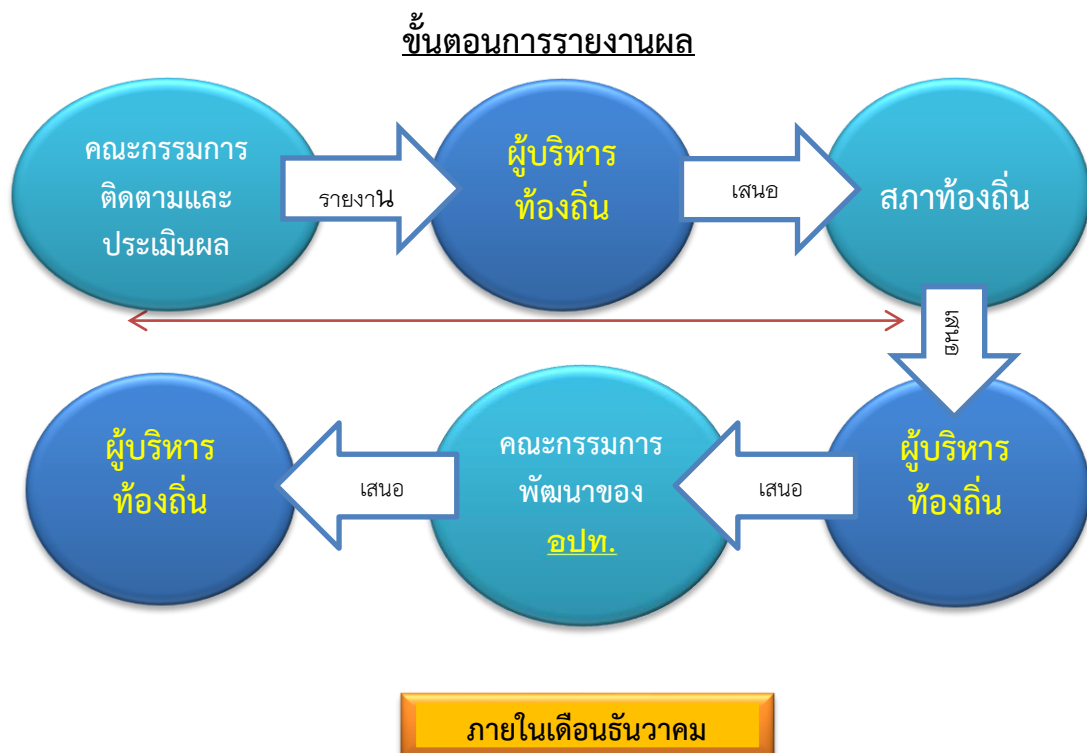 ขั้นตอนการรายงานผล
คณะกรรมการ
ติดตามและ
ประเมินผล
รายงาน
ผู้บริหาร
ท้องถิ่น
เสนอ
สภาท้องถิ่น
เสนอ
ผู้บริหาร
ท้องถิ่น
เสนอ
คณะกรรมการ
พัฒนาของ
อปท.
เสนอ
ผู้บริหาร
ท้องถิ่น
ภายในเดือนธันวาคม